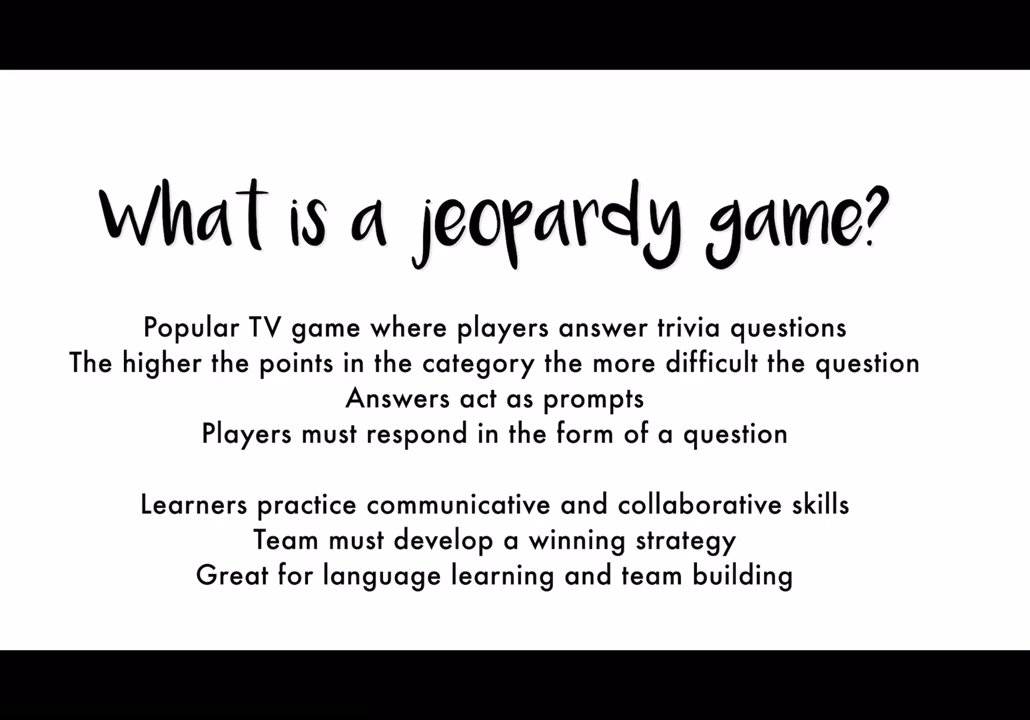 What is a jeopardy game?
Popular TV game where players answer trivia questions
The higher the points in the category the more difficult the question
Answers act as prompts
Players must respond in the form of a question
Learners practice communicative and collaborative skills
Team must develop a winning strategy
Great for language learning and team building